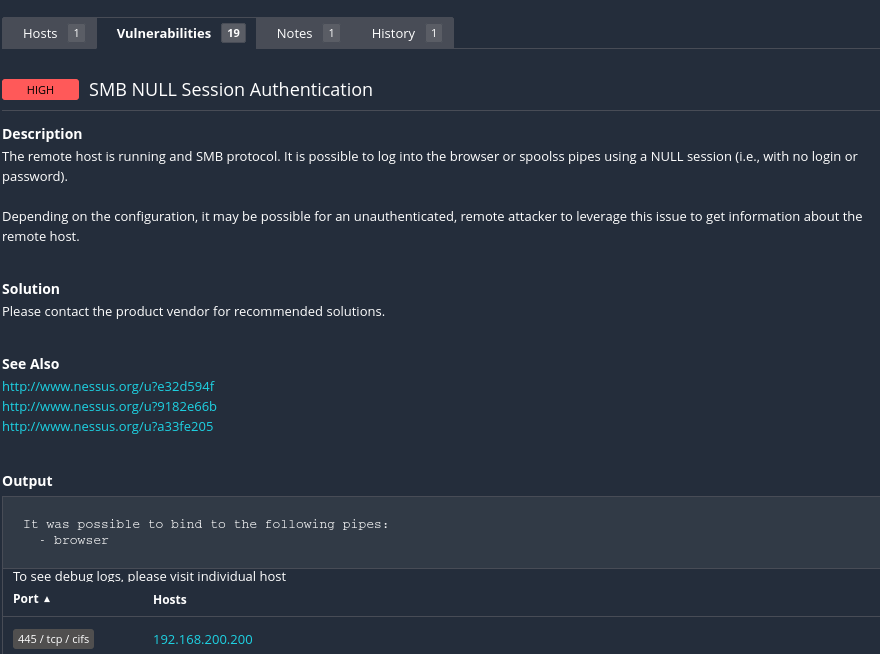 Hosts 1 Vulnerabilities 19 Notes 1 History 1
HIGH SMB NULL Session Authentication
Description
The remote host is running and SMB protocol. It is possible to log into the browser or spoolss pipes using a NULL session (i.e., with no login or
password).
Depending on the configuration, it may be possible for an unauthenticated, remote attacker to leverage this issue to get information about the
remote host.
Solution
Please contact the product vendor for recommended solutions.
See Also
http://www.nessus.org/u?e32d594f
http://www.nessus.org/u?9182e66b
http://www.nessus.org/u?a33fe205
Output
It was possible to bind to the following pipes:
- browser
To see debug logs, please visit individual host
Port ▲ Hosts
445 / tcp / cifs 192.168.200.200